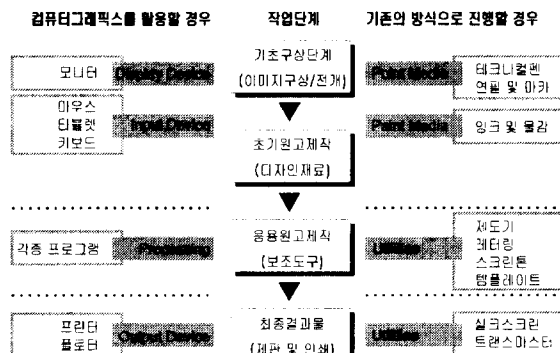 컴퓨터그래픽스를 활용할 경우
작업단계
기존의 방식으로 진행할 경우
모니터
Display Device
기초구상단계
(이미지구상/전개)
Point Media
테크니컬펜
연필 및 마카
마우스
타블렛
키보드
Input Device
초기원고제작
(디자인재료)
Point Media
잉크 및 물감
각종 프로그램
Processing
응용원고제작
(보조도구)
Utilities
제도기
레터링
스크린톤
템플레이트
프린터
플로터
Output Device
최종결과물
(제판 및 인쇄)
Utilities
실크스크린
트랜스마스터